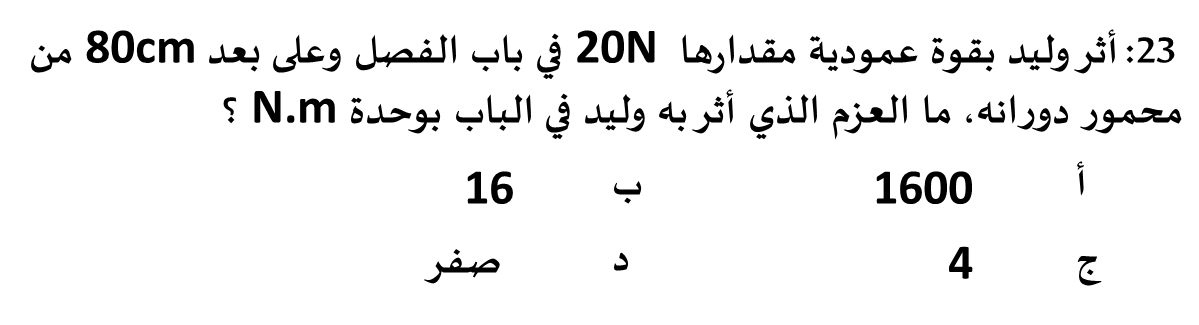 23: أثر وليد بقوة عمودية مقدارها 20N في باب الفصل وعلى بعد 80cm من
محمور دورانه، ما العزم الذي أثر به وليد في الباب بوحدة N.m ؟
أ 1600 ب 16
ج 4 د صفر